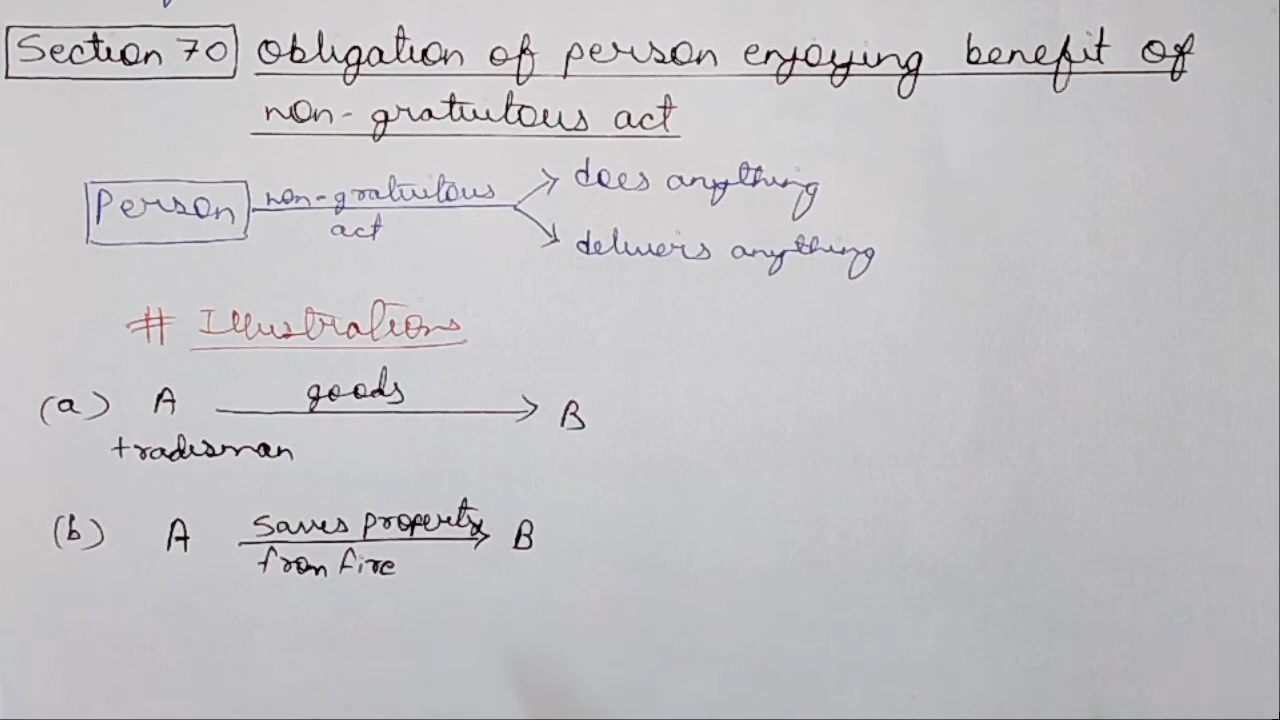 Section 70 obligation of person enjoying benefit of
non-gratuitous act
Person non-gratuitous act does anything
delivers anything
# Illustrations
(a) A goods B
tradesman
(b) A saves property from fire B